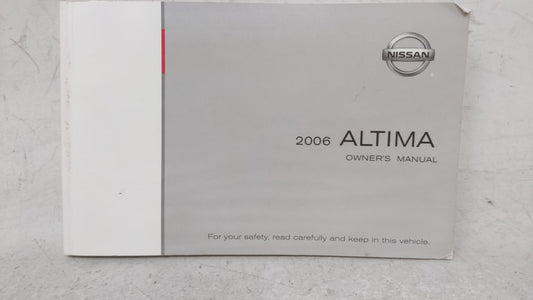 NISSAN
2006 ALTIMA
OWNER'S MANUAL
For your safety, read carefully and keep in this vehicle.